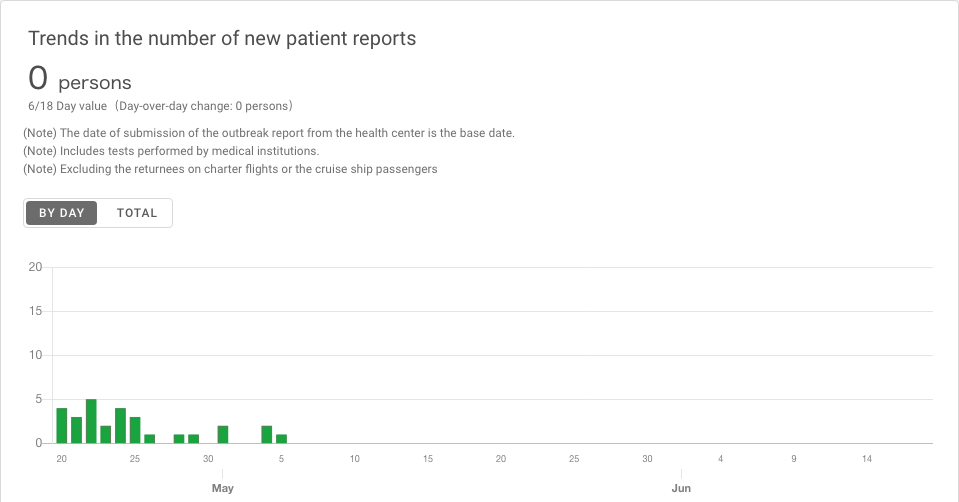 Trends in the number of new patient reports
0 persons
6/18 Day value（Day-over-day change: 0 persons）
(Note) The date of submission of the outbreak report from the health center is the base date.
(Note) Includes tests performed by medical institutions.
(Note) Excluding the returnees on charter flights or the cruise ship passengers
BY DAY TOTAL
20
15
10
5
0
20 25 30 5 10 15 20 25 30 4 9 14
May Jun